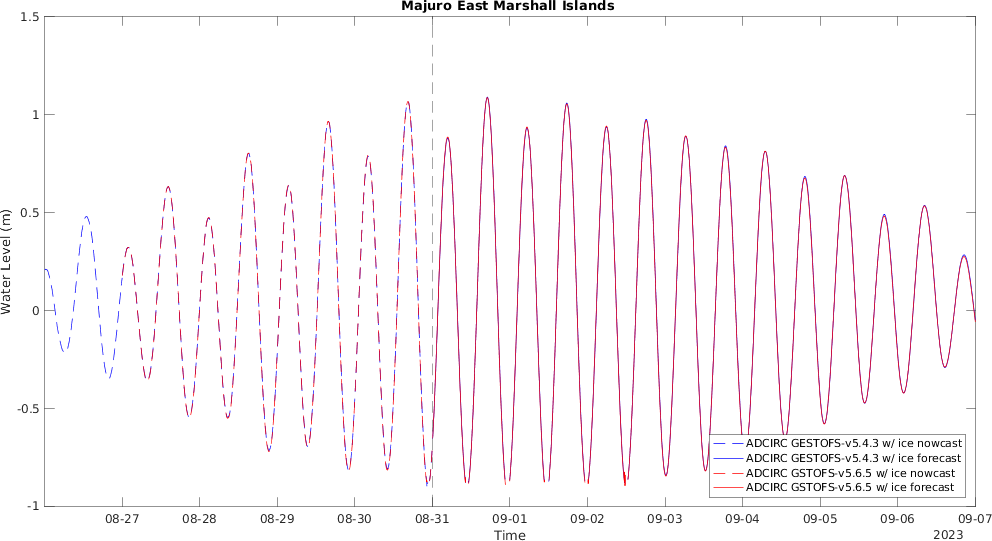 Majuro East Marshall Islands
1.5
1
0.5
0
-0.5
-1
Water Level (m)
08-27 08-28 08-29 08-30 08-31 09-01 09-02 09-03 09-04 09-05 09-06 09-07
Time
2023
ADCIRC GESTOFS-v5.4.3 w/ ice nowcast
ADCIRC GESTOFS-v5.4.3 w/ ice forecast
ADCIRC GSTOFS-v5.6.5 w/ ice nowcast
ADCIRC GSTOFS-v5.6.5 w/ ice forecast